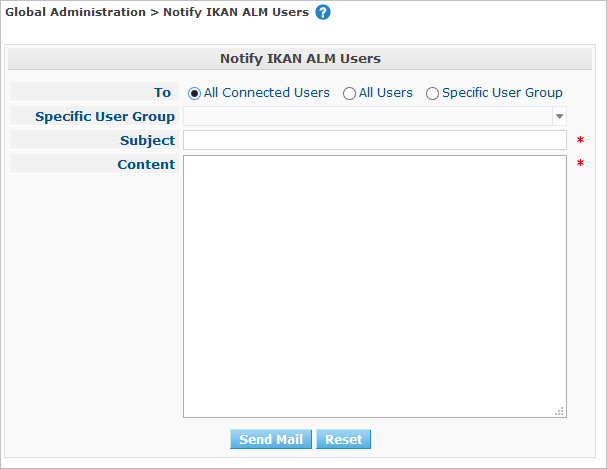 Global Administration > Notify IKAN ALM Users ?
Notify IKAN ALM Users
To All Connected Users All Users Specific User Group
Specific User Group
Subject *
Content *
Send Mail Reset